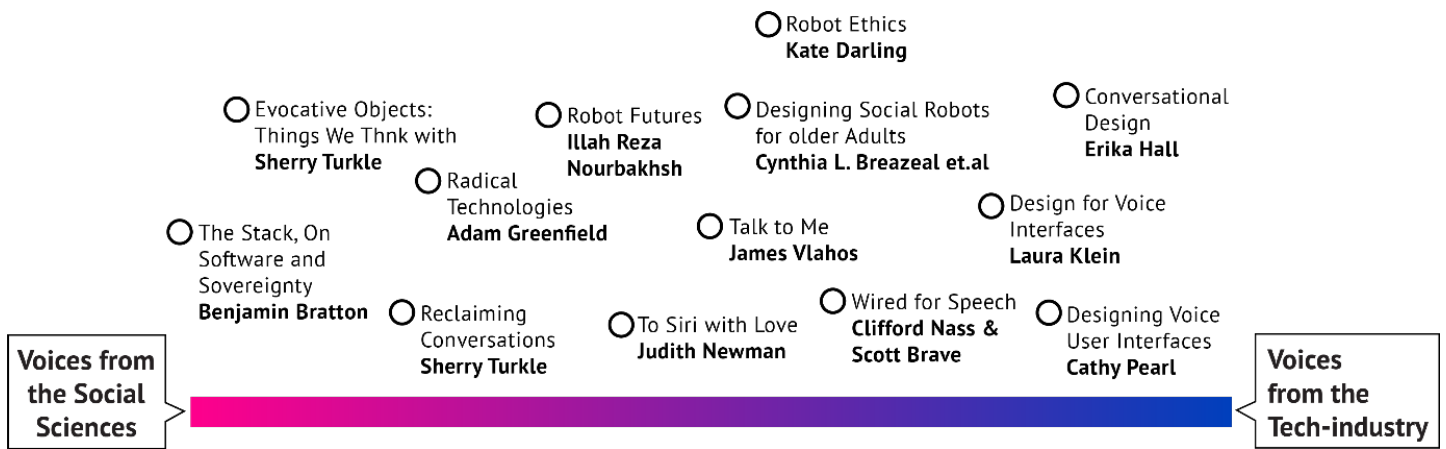 Robot Ethics
Kate Darling
Evocative Objects:
Things We Thnk with
Sherry Turkle
Robot Futures
Illah Reza
Nourbakhsh
Designing Social Robots
for older Adults
Cynthia L. Breazeal et.al
Conversational
Design
Erika Hall
Radical
Technologies
Adam Greenfield
The Stack, On
Software and
Sovereignty
Benjamin Bratton
Talk to Me
James Vlahos
Design for Voice
Interfaces
Laura Klein
Reclaiming
Conversations
Sherry Turkle
To Siri with Love
Judith Newman
Wired for Speech
Clifford Nass &
Scott Brave
Designing Voice
User Interfaces
Cathy Pearl
Voices from
the Social
Sciences
Voices
from the
Tech-industry